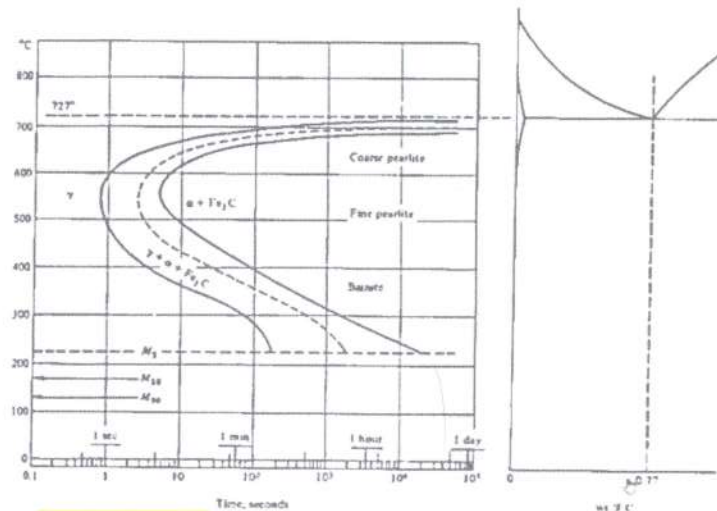 °C
800
727°
700
Coarse pearlite
600
γ
α + Fe₃C
Fine pearlite
500
γ + α + Fe₃C
400
Bainite
300
Mₛ
200
M₅₀
M₉₀
100
1 sec
1 min
1 hour
1 day
0
0.1
1
10
10²
10³
10⁴
10⁵
Time, seconds
0
0.77
wt % C